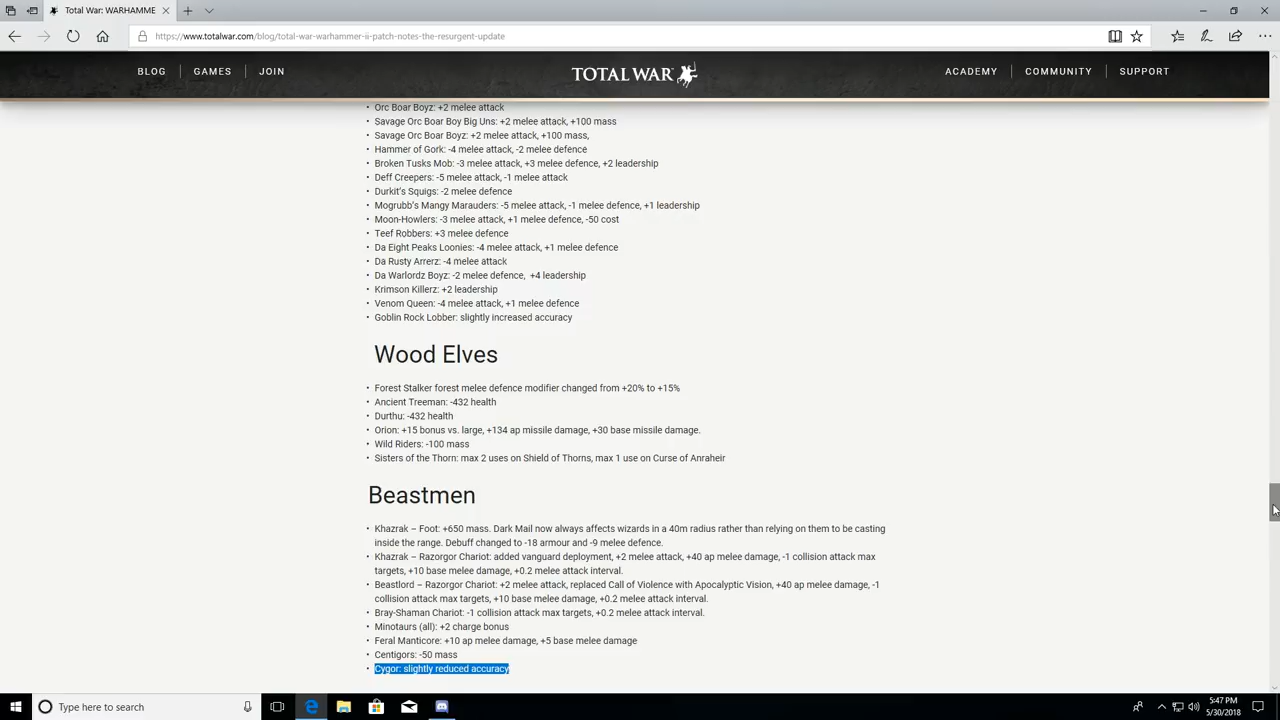 Total War: WARHAMME
https://www.totalwar.com/blog/total-war-warhammer-ii-patch-notes-the-resurgent-update
BLOG GAMES JOIN TOTAL WAR ACADEMY COMMUNITY SUPPORT
• Orc Boar Boyz: +2 melee attack
• Savage Orc Boar Boy Big Uns: +2 melee attack, +100 mass
• Savage Orc Boar Boyz: +2 melee attack, +100 mass,
• Hammer of Gork: -4 melee attack, -2 melee defence
• Broken Tusks Mob: -3 melee attack, +3 melee defence, +2 leadership
• Deff Creepers: -5 melee attack, -1 melee attack
• Durkit's Squigs: -2 melee defence
• Mogrubb's Mangy Marauders: -5 melee attack, -1 melee defence, +1 leadership
• Moon-Howlers: -3 melee attack, +1 melee defence, -50 cost
• Teef Robbers: +3 melee defence
• Da Eight Peaks Loonies: -4 melee attack, +1 melee defence
• Da Rusty Arrerz: -4 melee attack
• Da Warlordz Boyz: -2 melee defence, +4 leadership
• Krimson Killerz: +2 leadership
• Venom Queen: -4 melee attack, +1 melee defence
• Goblin Rock Lobber: slightly increased accuracy
Wood Elves
• Forest Stalker forest melee defence modifier changed from +20% to +15%
• Ancient Treeman: -432 health
• Durthu: -432 health
• Orion: +15 bonus vs. large, +134 ap missile damage, +30 base missile damage.
• Wild Riders: -100 mass
• Sisters of the Thorn: max 2 uses on Shield of Thorns, max 1 use on Curse of Anraheir
Beastmen
• Khazrak – Foot: +650 mass. Dark Mail now always affects wizards in a 40m radius rather than relying on them to be casting
inside the range. Debuff changed to -18 armour and -9 melee defence.
• Khazrak – Razorgor Chariot: added vanguard deployment, +2 melee attack, +40 ap melee damage, -1 collision attack max
targets, +10 base melee damage, +0.2 melee attack interval.
• Beastlord – Razorgor Chariot: +2 melee attack, replaced Call of Violence with Apocalyptic Vision, +40 ap melee damage, -1
collision attack max targets, +10 base melee damage, +0.2 melee attack interval.
• Bray-Shaman Chariot: -1 collision attack max targets, +0.2 melee attack interval.
• Minotaurs (all): +2 charge bonus
• Feral Manticore: +10 ap melee damage, +5 base melee damage
• Centigors: -50 mass
• Cygor: slightly reduced accuracy
Type here to search
5:47 PM
5/30/2018